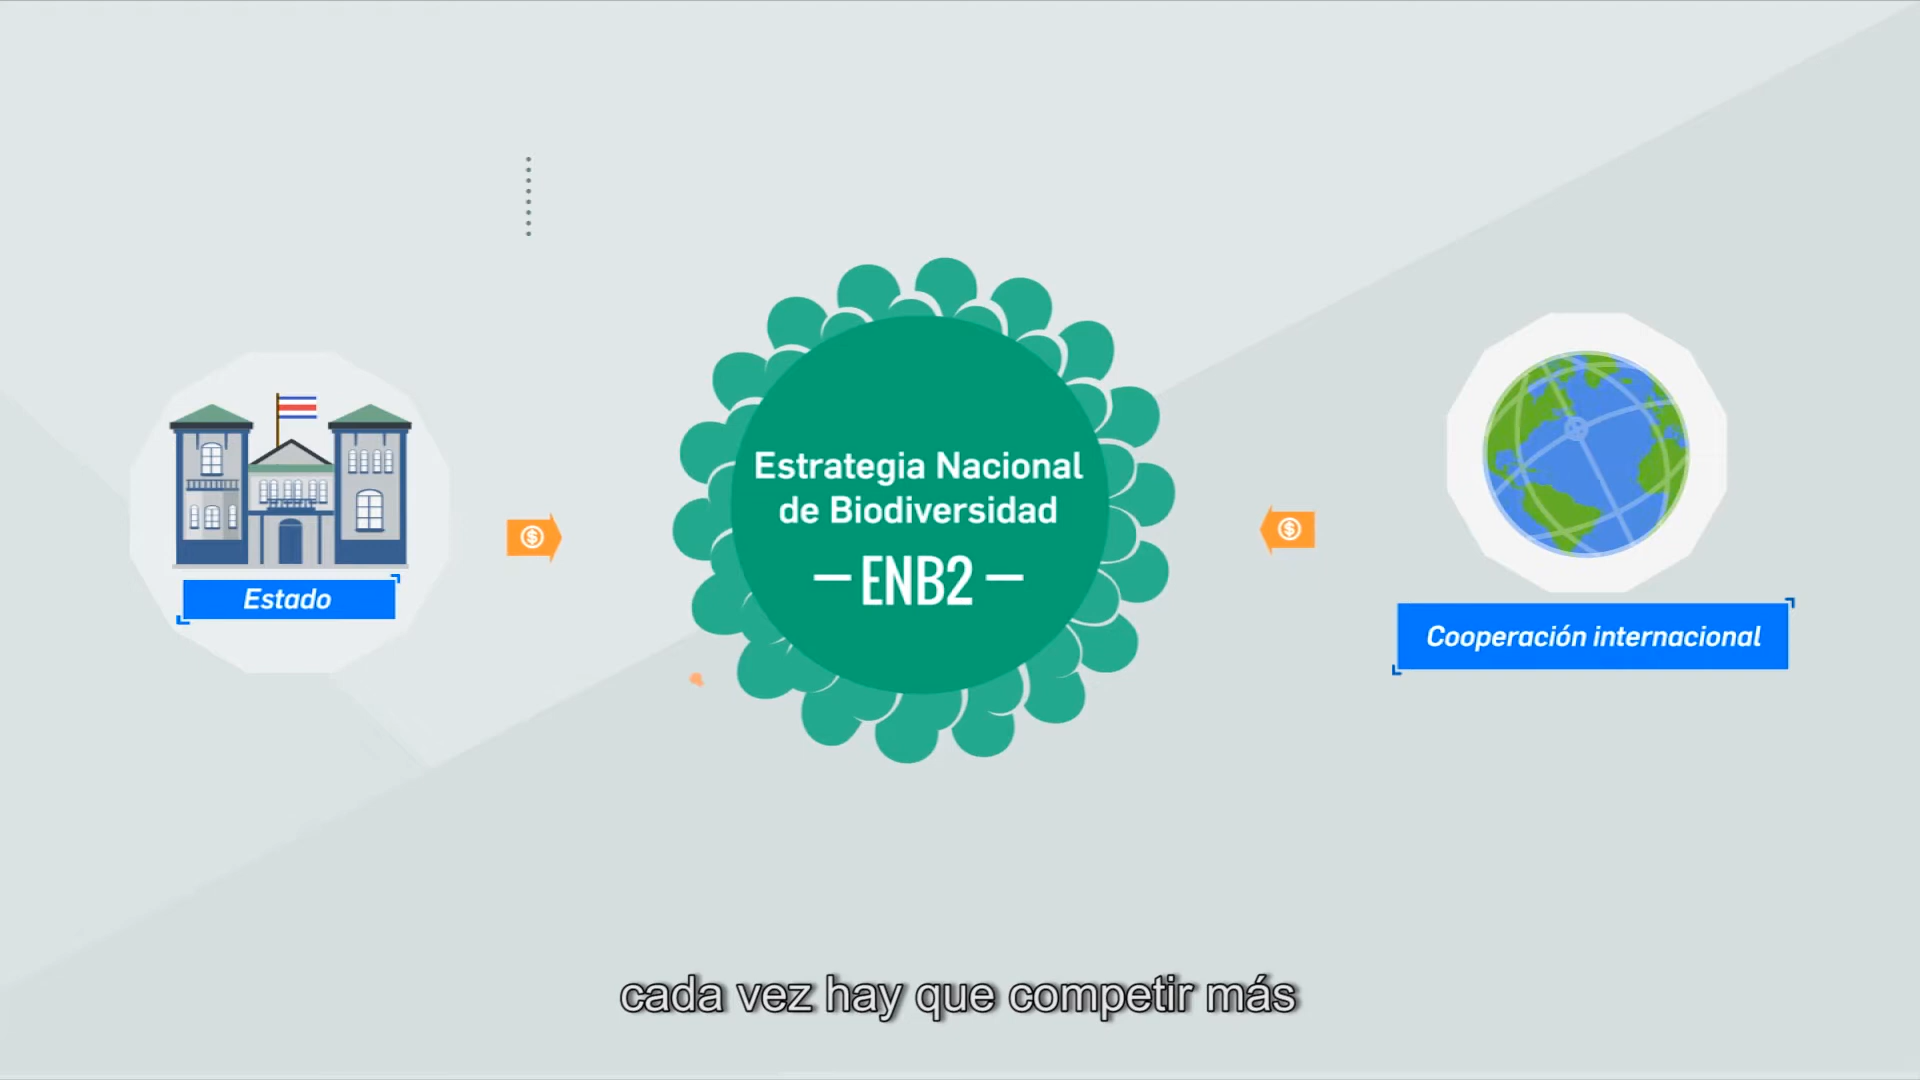 Estrategia Nacional
de Biodiversidad
ENB2
Estado
Cooperación internacional
cada vez hay que competir más